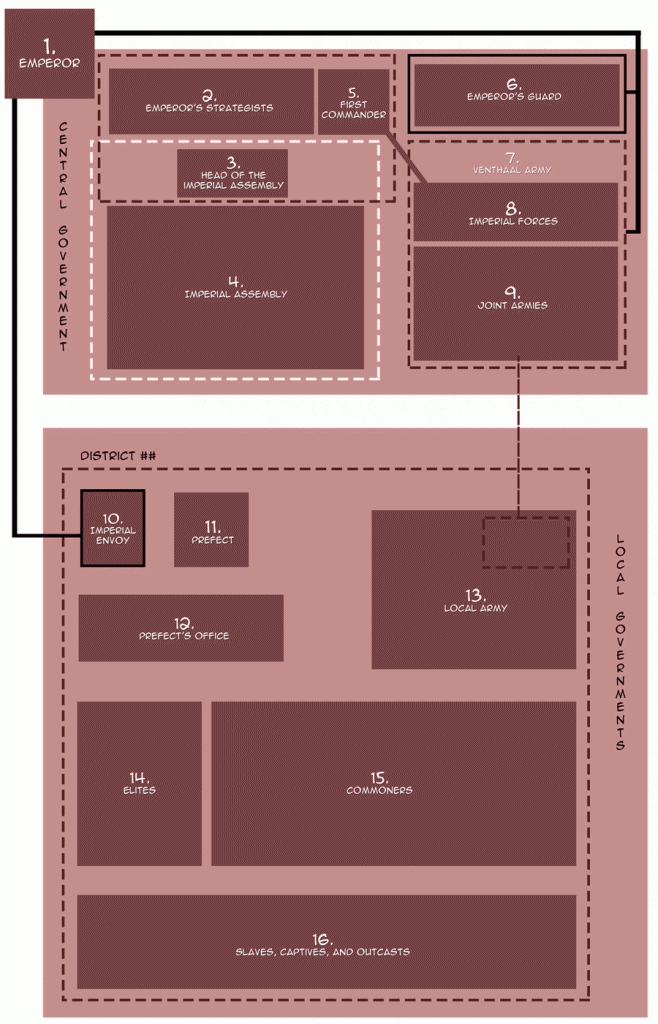 1.
EMPEROR
CENTRAL GOVERNMENT
2.
EMPEROR'S STRATEGISTS
5.
FIRST
COMMANDER
6.
EMPEROR'S GUARD
3.
HEAD OF THE
IMPERIAL ASSEMBLY
7.
VENTHAAL ARMY
8.
IMPERIAL FORCES
4.
IMPERIAL ASSEMBLY
9.
JOINT ARMIES
DISTRICT ##
10.
IMPERIAL
ENVOY
11.
PREFECT
LOCAL GOVERNMENTS
12.
PREFECT'S OFFICE
13.
LOCAL ARMY
14.
ELITES
15.
COMMONERS
16.
SLAVES, CAPTIVES, AND OUTCASTS